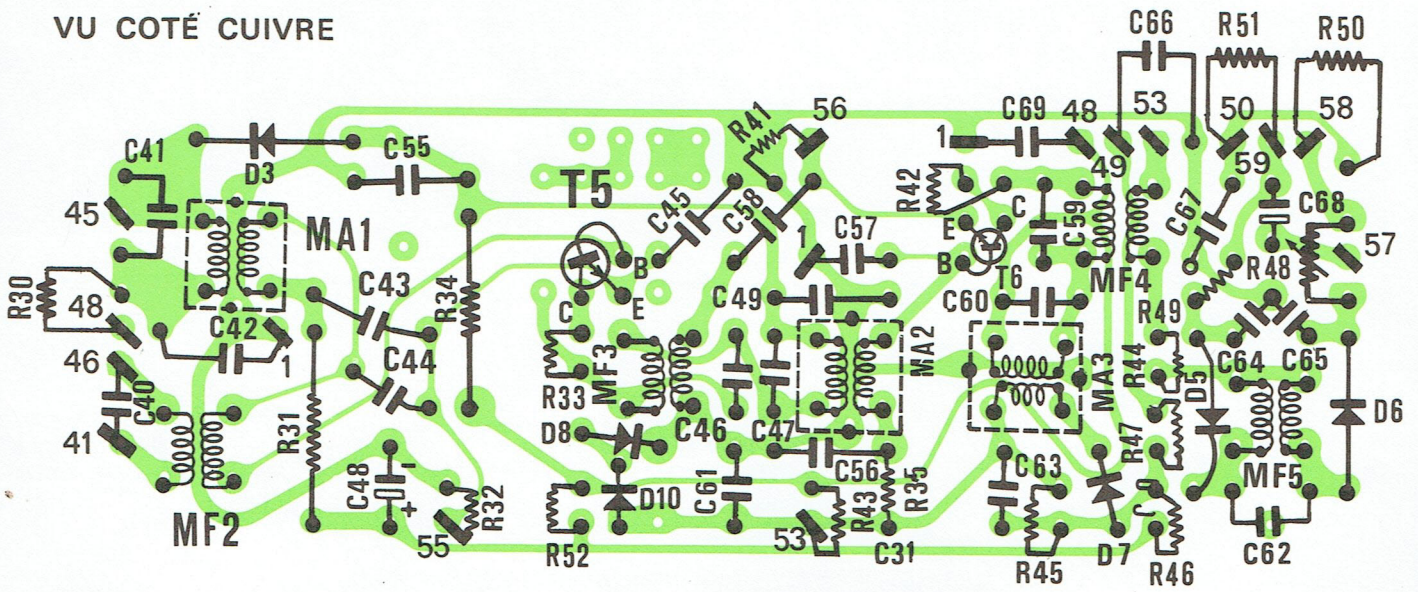 VU COTÉ CUIVRE
C66 R51 R50
C41 D3 C55 T5 R41 56 1 C69 48 53 50 58
49 59
45 MA1 C45 C58 R42 E C C59 C67 C68
1 C57 B T6 57
R30 48 C42 1 C43 R34 B C E C49 C60 MF4 R48
R49
46 C40 C44 R33 MF3 MA2 MA3 R44 C64 C65
41 R31 D8 C46 C47 D5 D6
MF2 C48 - + R32 D10 C61 C56 R43 R35 C63 R47 MF5
55 R52 53 C31 R45 D7 R46 C62